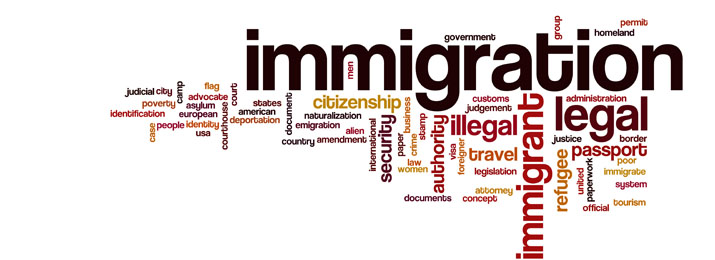 immigration
government
group
permit
homeland
men
judicial
city
camp
flag
advocate
court
poverty
asylum
states
document
citizenship
business
customs
judgement
administration
legal
identification
european
american
naturalization
stamp
illegal
immigrant
case
people
identity
courthouse
deportation
emigration
alien
international
security
paper
crime
authority
visa
foreigner
travel
justice
border
usa
country
amendment
law
women
legislation
refugee
passport
united
paperwork
poor
immigrate
system
documents
attorney
concept
official
tourism